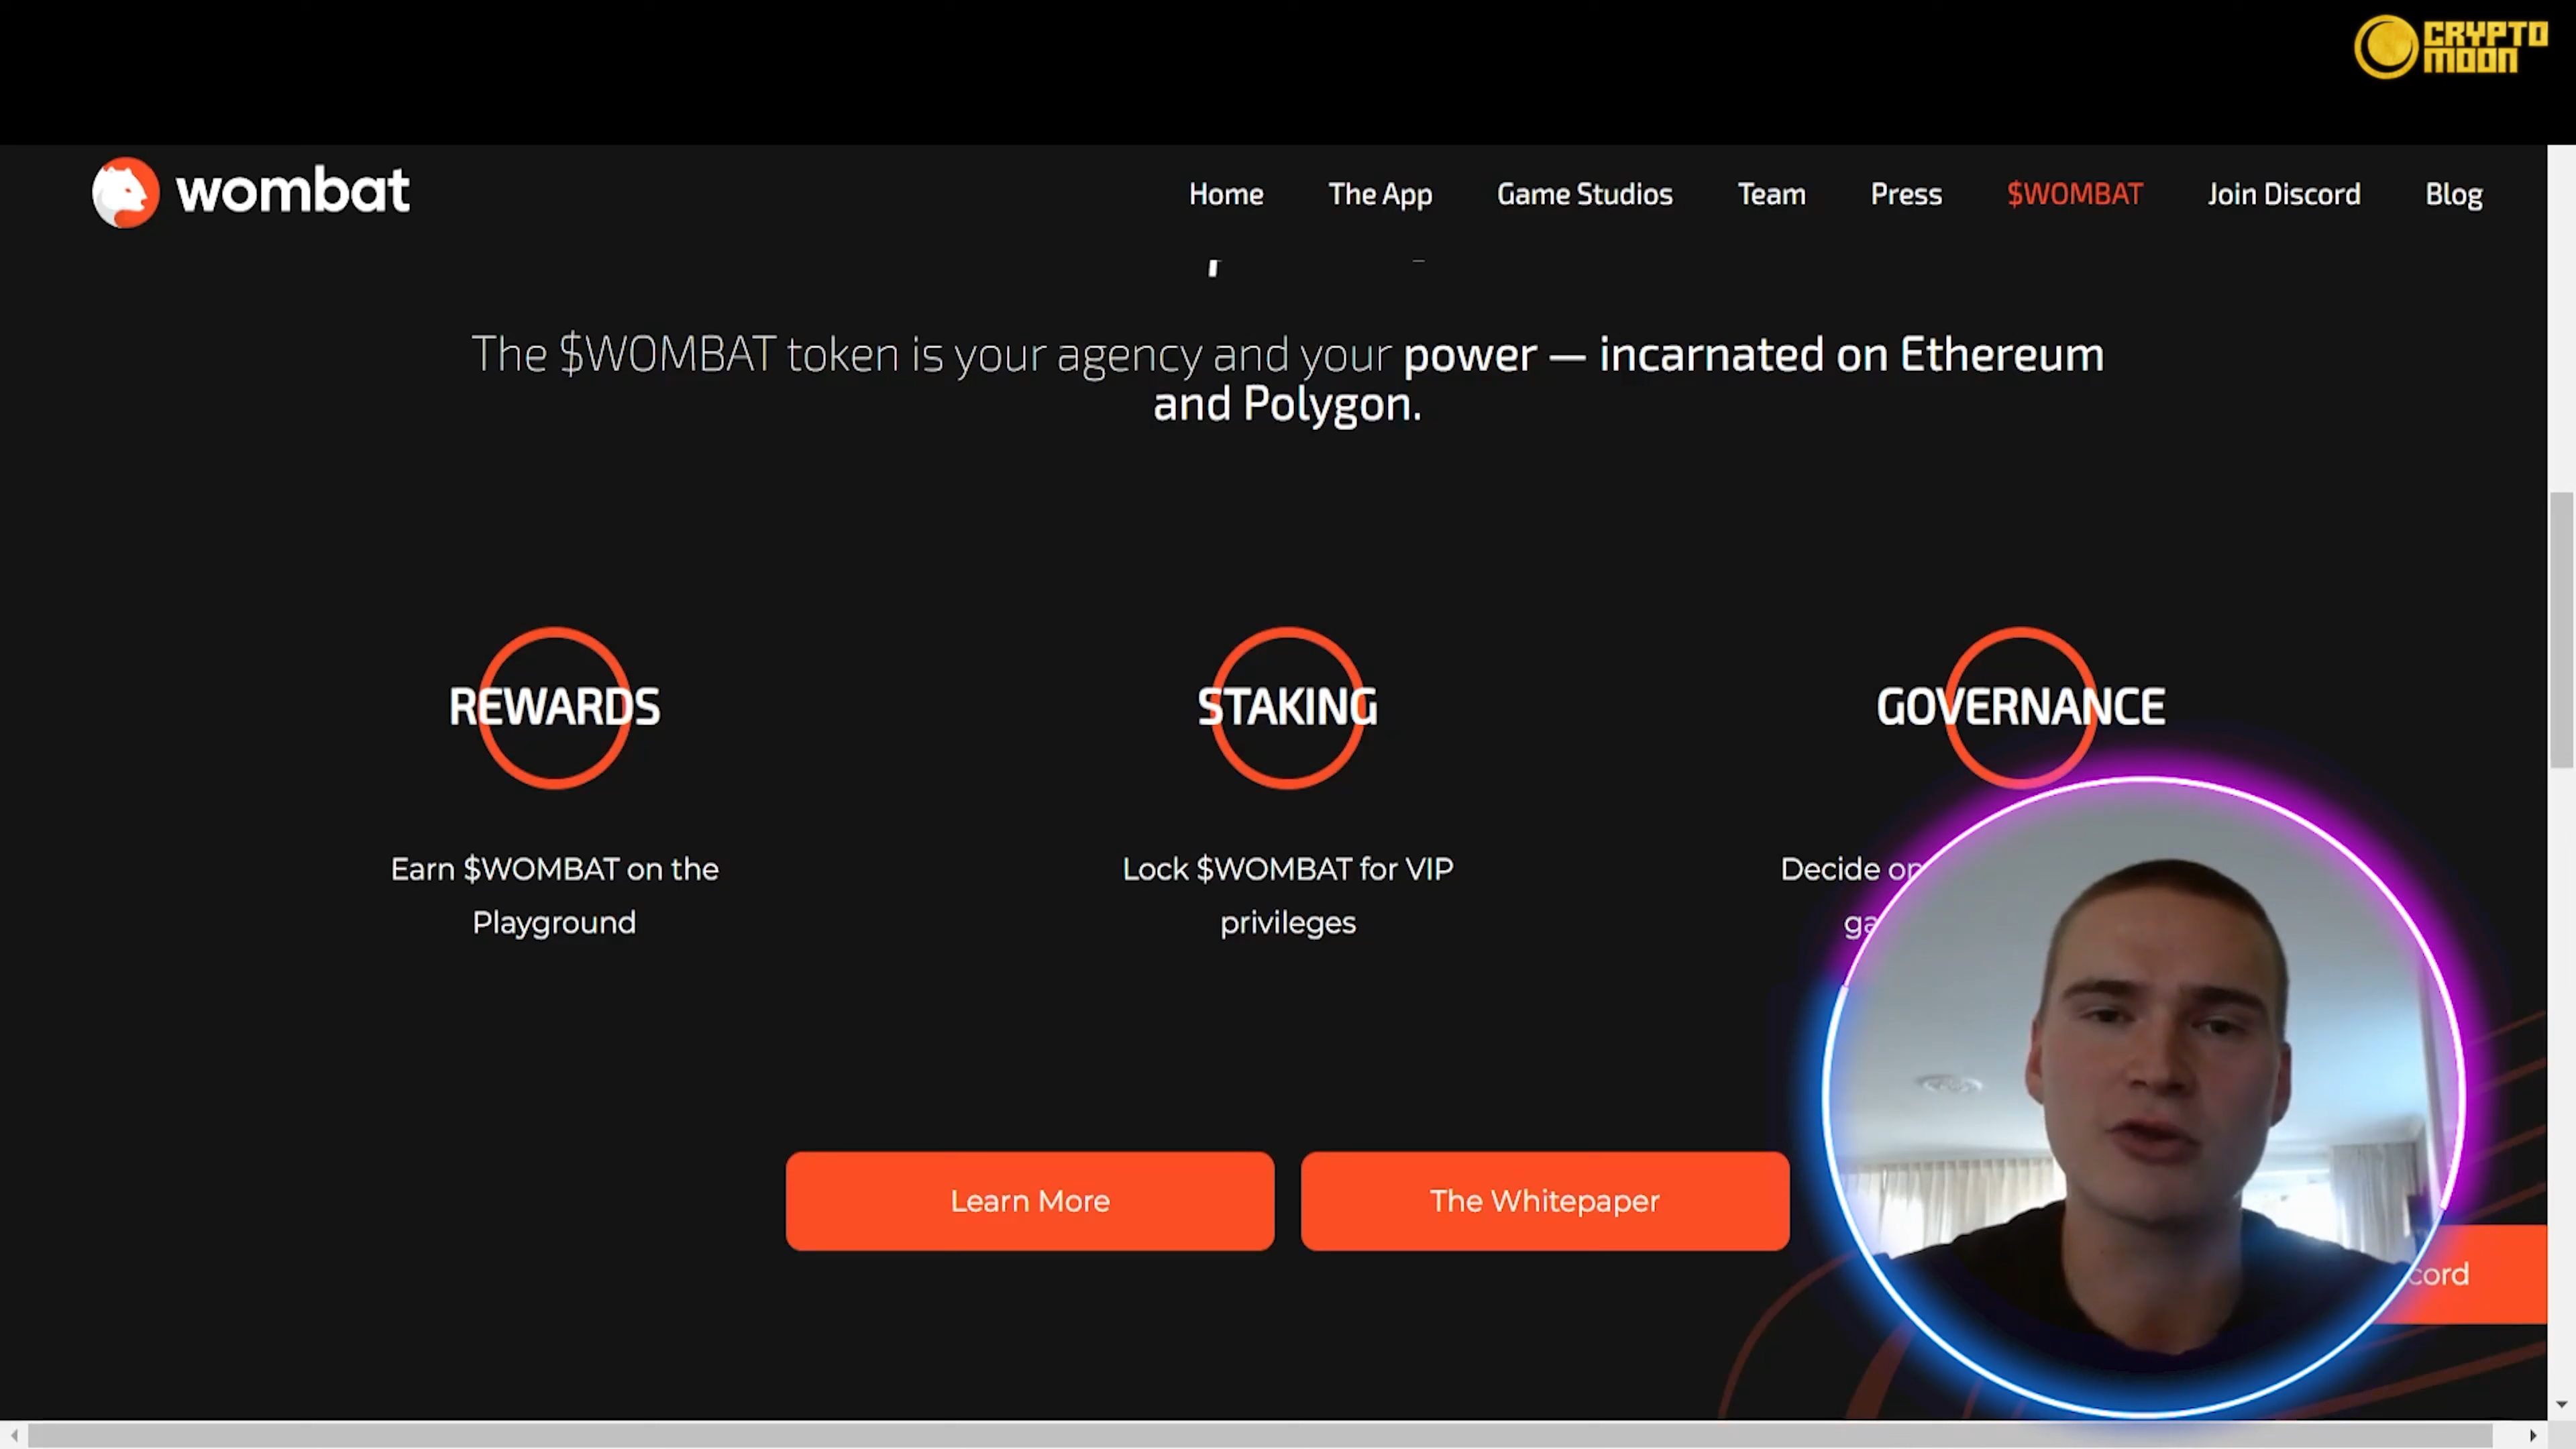 CRYPTO
MOON
wombat
Home The App Game Studios Team Press $WOMBAT Join Discord Blog
The $WOMBAT token is your agency and your power — incarnated on Ethereum
and Polygon.
REWARDS STAKING GOVERNANCE
Earn $WOMBAT on the Lock $WOMBAT for VIP Decide
Playground privileges
Learn More The Whitepaper